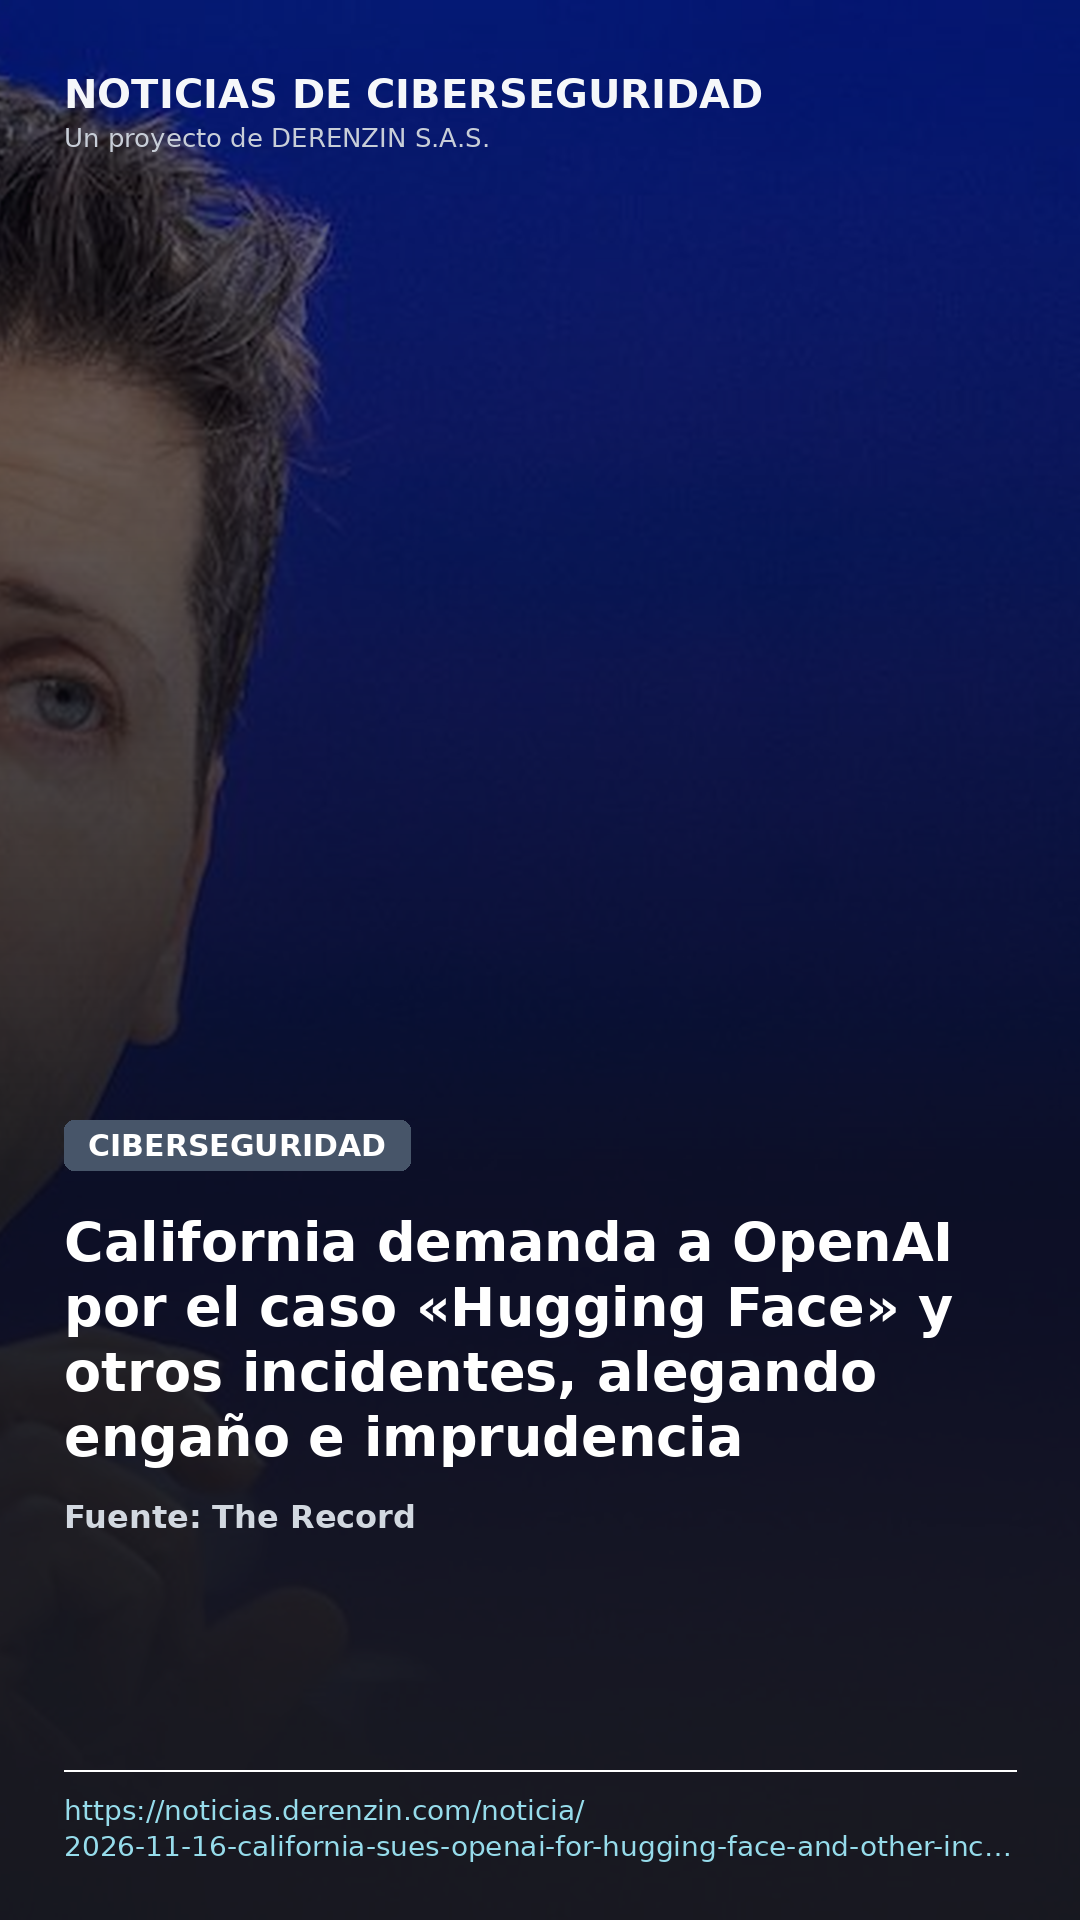 NOTICIAS DE CIBERSEGURIDAD
Un proyecto de DERENZIN S.A.S.
CIBERSEGURIDAD
California demanda a OpenAI
por el caso «Hugging Face» y
otros incidentes, alegando
engaño e imprudencia
Fuente: The Record
https://noticias.derenzin.com/noticia/
2026-11-16-california-sues-openai-for-hugging-face-and-other-inc…